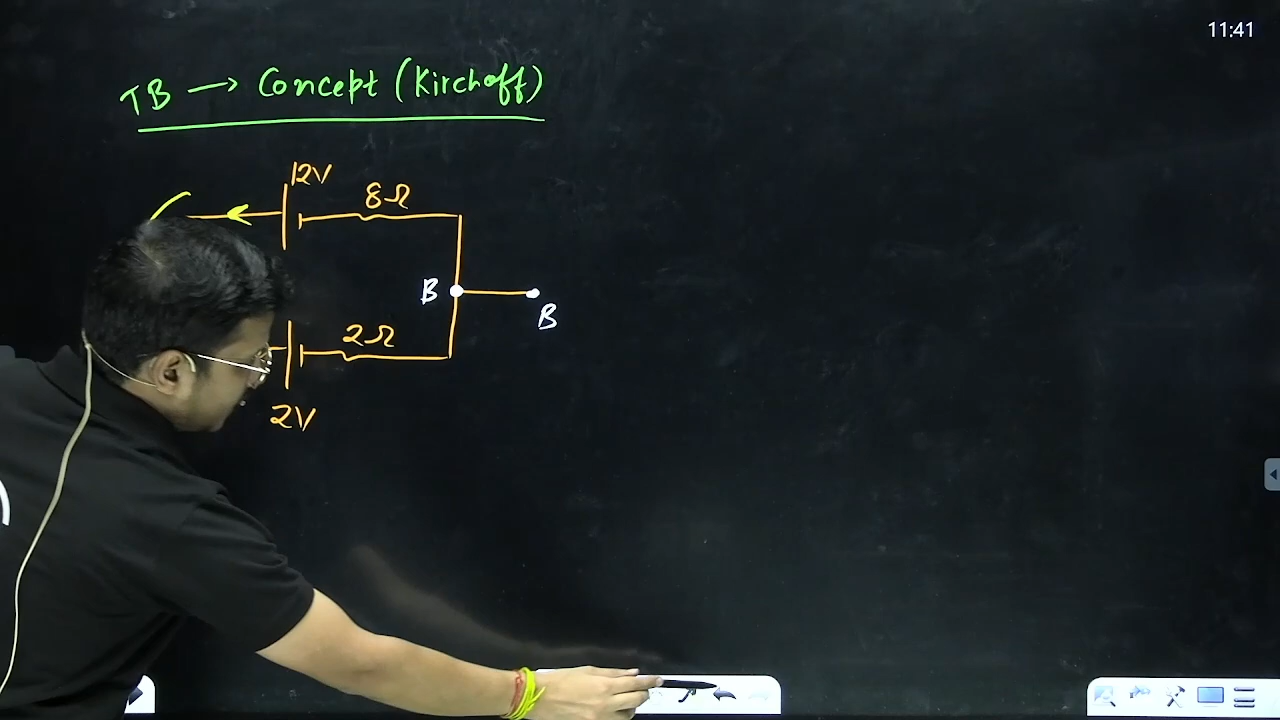 11:41
TB → Concept (Kirchoff)
12V
8Ω
B
B
2Ω
2V